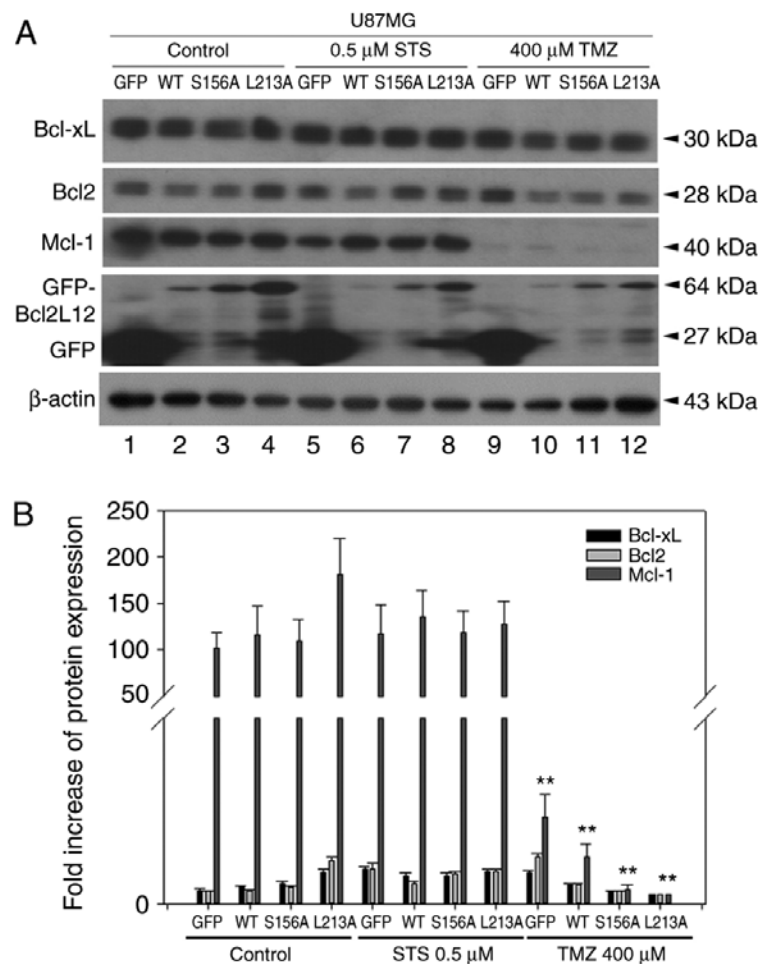 A
U87MG
Control 0.5 μM STS 400 μM TMZ
GFP WT S156A L213A GFP WT S156A L213A GFP WT S156A L213A
Bcl-xL 30 kDa
Bcl2 28 kDa
Mcl-1 40 kDa
GFP- 64 kDa
Bcl2L12
GFP 27 kDa
β-actin 43 kDa
1 2 3 4 5 6 7 8 9 10 11 12
B
Fold increase of protein expression
250
200
150
100
50
0
Bcl-xL
Bcl2
Mcl-1
** ** ** **
GFP WT S156A L213A GFP WT S156A L213A GFP WT S156A L213A
Control STS 0.5 μM TMZ 400 μM